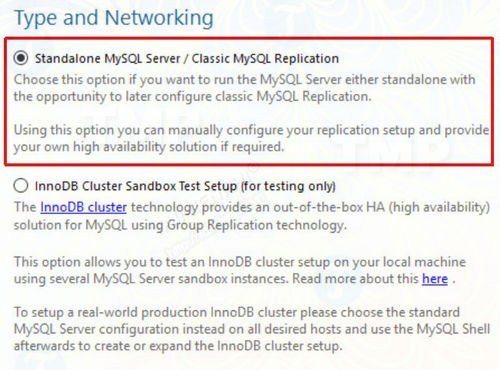 Type and Networking
Standalone MySQL Server / Classic MySQL Replication
Choose this option if you want to run the MySQL Server either standalone with
the opportunity to later configure classic MySQL Replication.
Using this option you can manually configure your replication setup and provide
your own high availability solution if required.
InnoDB Cluster Sandbox Test Setup (for testing only)
The InnoDB cluster technology provides an out-of-the-box HA (high availability)
solution for MySQL using Group Replication technology.
This option allows you to test an InnoDB cluster setup on your local machine
using several MySQL Server sandbox instances. Read more about this here .
To setup a real-world production InnoDB cluster please choose the standard
MySQL Server configuration instead on all desired hosts and use the MySQL Shell
afterwards to create or expand the InnoDB cluster setup.